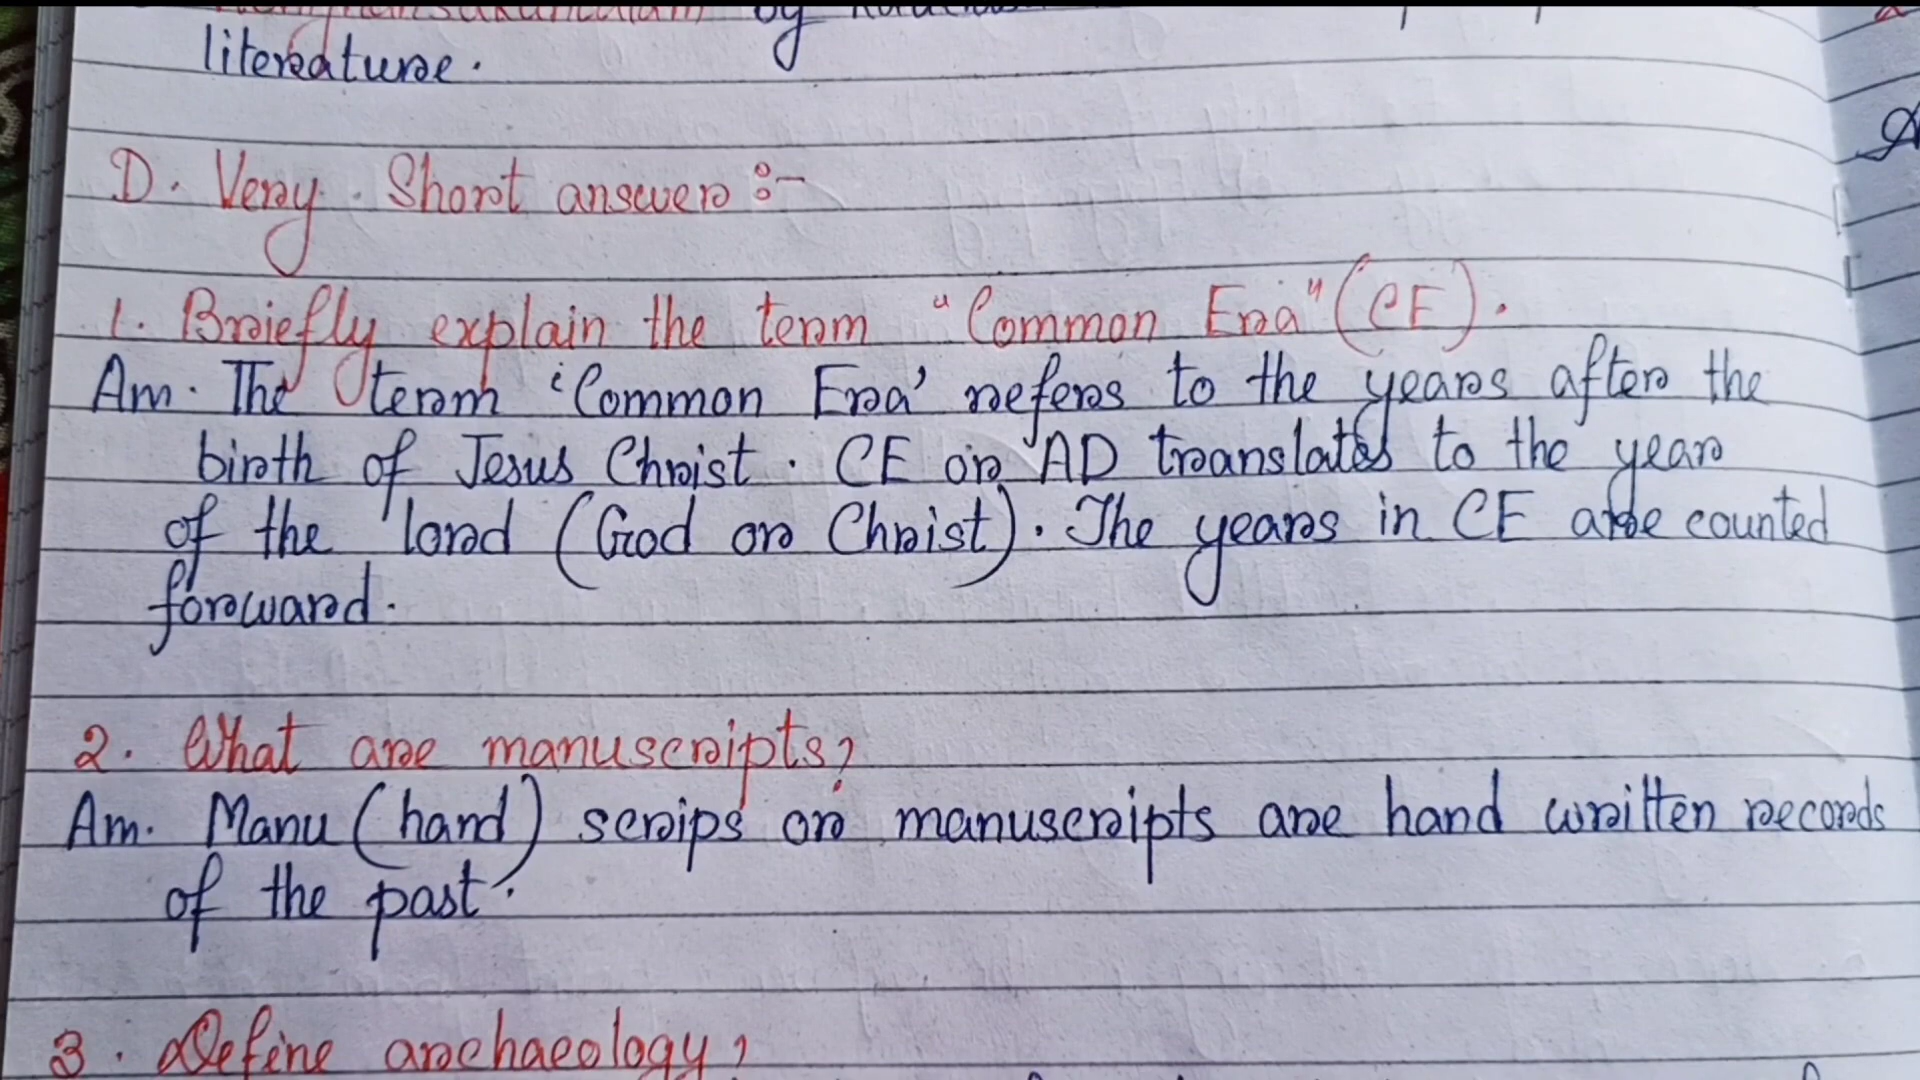 by
literature.
D. Very Short answer :-
1. Briefly explain the term "Common Era" (CE).
Ans. The term 'Common Era' refers to the years after the
birth of Jesus Christ. CE or AD translates to the year
of the lord (God or Christ). The years in CE are counted
forward.
2. What are manuscripts?
Ans. Manu (hand) scrips or manuscripts are hand written records
of the past.
3. Define archaeology?